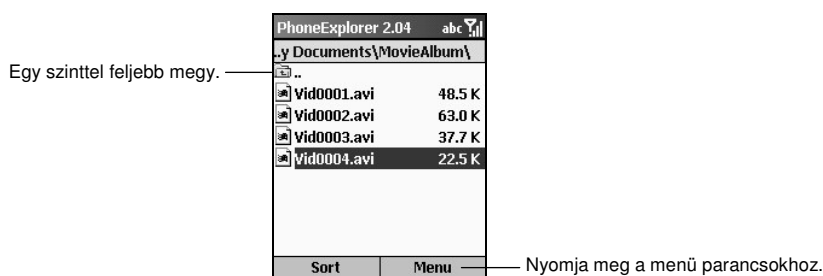 PhoneExplorer 2.04 abc
..y Documents\MovieAlbum\
Egy szinttel feljebb megy.
..
Vid0001.avi 48.5 K
Vid0002.avi 63.0 K
Vid0003.avi 37.7 K
Vid0004.avi 22.5 K
Sort Menu
Nyomja meg a menü parancsokhoz.